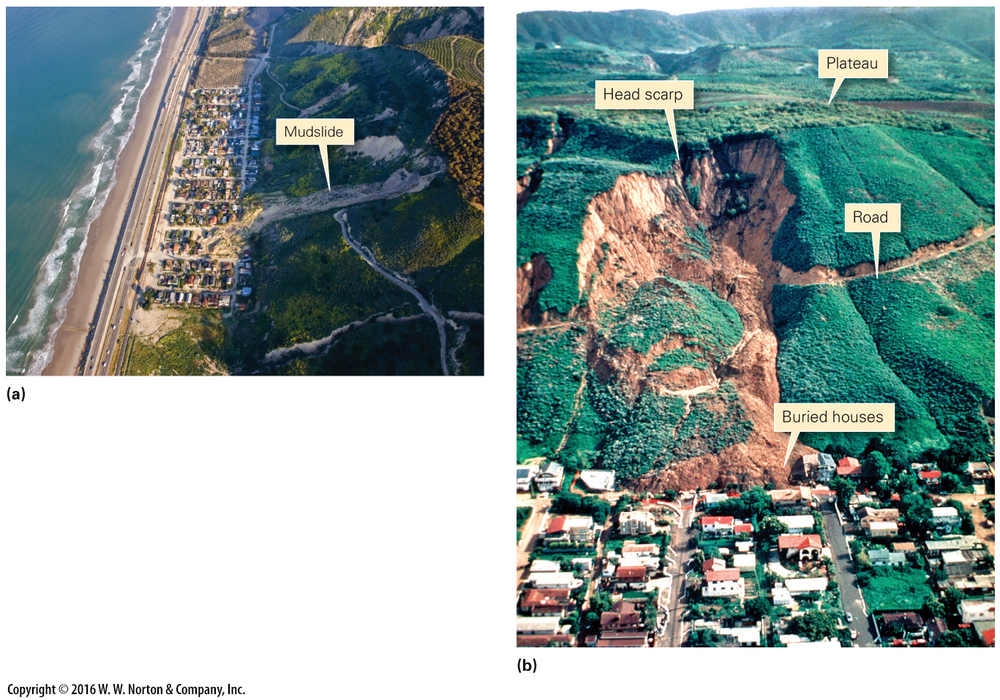 Mudslide
(a)
Plateau
Head scarp
Road
Buried houses
(b)
Copyright © 2016 W. W. Norton & Company, Inc.